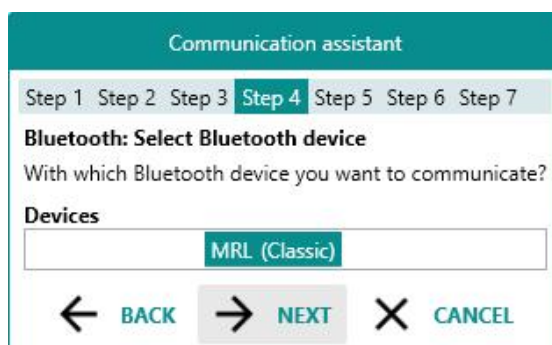 Communication assistant
Step 1 Step 2 Step 3 Step 4 Step 5 Step 6 Step 7
Bluetooth: Select Bluetooth device
With which Bluetooth device you want to communicate?
Devices
MRL (Classic)
BACK NEXT CANCEL